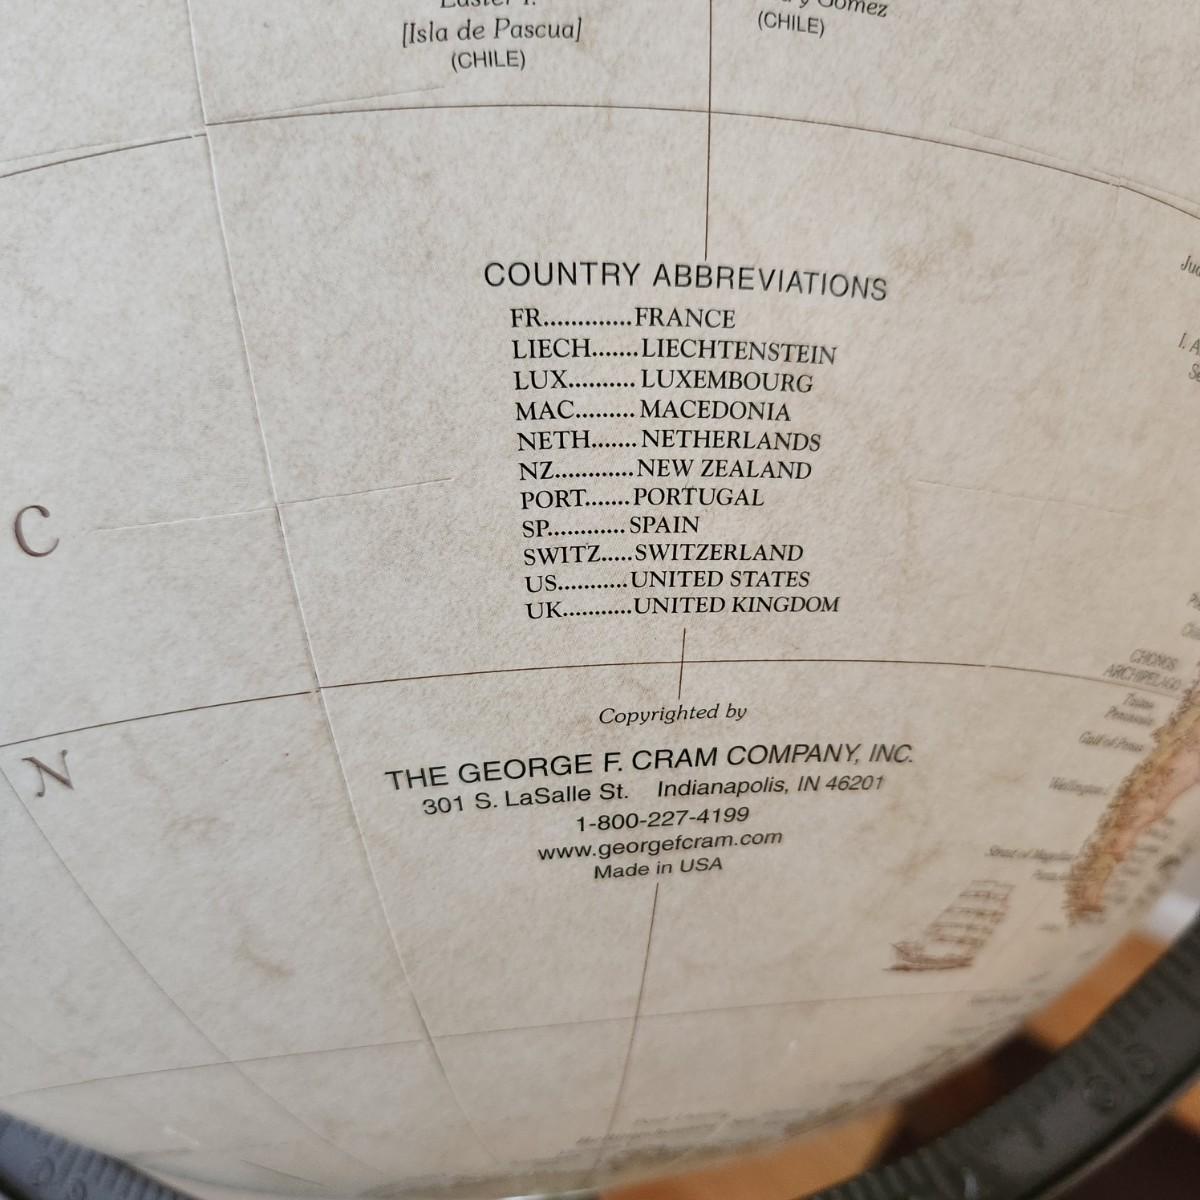 [Isla de Pascua]
(CHILE)
Gomez
(CHILE)
COUNTRY ABBREVIATIONS
FR.............FRANCE
LIECH.......LIECHTENSTEIN
LUX.......... LUXEMBOURG
MAC......... MACEDONIA
NETH....... NETHERLANDS
NZ............NEW ZEALAND
PORT.......PORTUGAL
SP............ SPAIN
SWITZ.....SWITZERLAND
US...........UNITED STATES
UK...........UNITED KINGDOM
C
N
CHONOS
ARCHIPELAGO
Copyrighted by
THE GEORGE F. CRAM COMPANY, INC.
301 S. LaSalle St. Indianapolis, IN 46201
1-800-227-4199
www.georgefcram.com
Made in USA